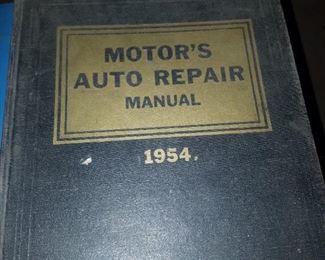 MOTOR'S
AUTO REPAIR
MANUAL
1954.